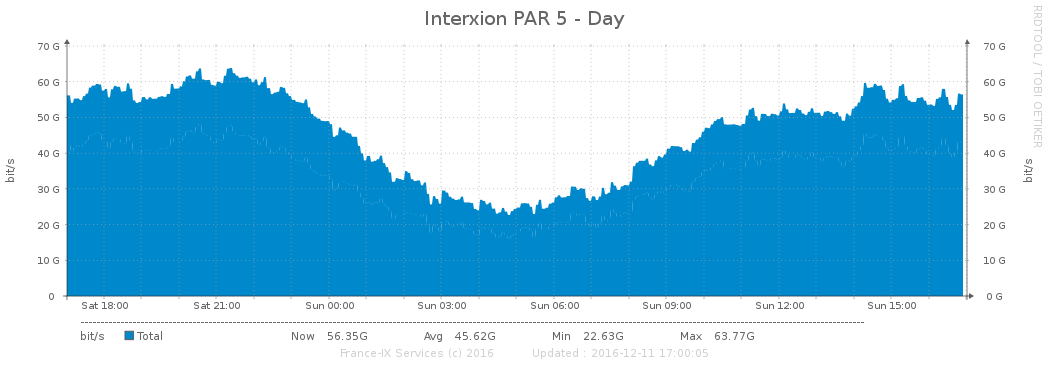 Interxion PAR 5 - Day
RRDTOOL / TOBI OETIKER
bit/s
70 G
60 G
50 G
40 G
30 G
20 G
10 G
0
70 G
60 G
50 G
40 G
30 G
20 G
10 G
0 G
bit/s
Sat 18:00 Sat 21:00 Sun 00:00 Sun 03:00 Sun 06:00 Sun 09:00 Sun 12:00 Sun 15:00
bit/s Total Now 56.35G Avg 45.62G Min 22.63G Max 63.77G
France-IX Services (c) 2016 Updated : 2016-12-11 17:00:05